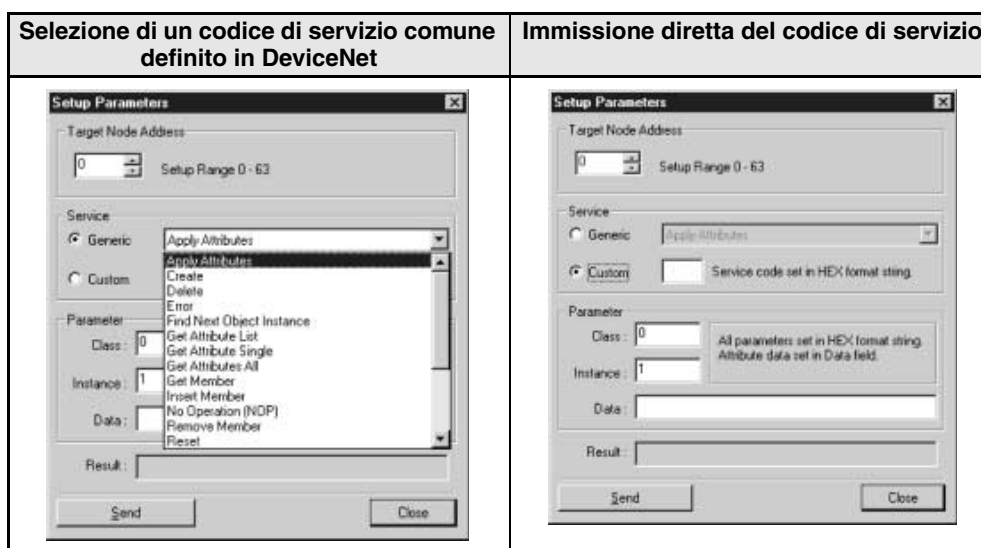 Selezione di un codice di servizio comune
definito in DeviceNet
Immissione diretta del codice di servizio
Setup Parameters
Target Node Address
0
Setup Range 0 - 63
Service
Generic
Apply Attributes
Apply Attributes
Create
Custom
Delete
Error
Parameter
Find Next Object Instance
Class : 0
Get Attribute List
Get Attribute Single
Get Attributes All
Instance : 1
Get Member
Insert Member
No Operation (NOP)
Data :
Remove Member
Reset
Result :
Send
Close
Setup Parameters
Target Node Address
0
Setup Range 0 - 63
Service
Generic
Apply Attributes
Custom
Service code set in HEX format string.
Parameter
Class : 0
All parameters set in HEX format string.
Attribute data set in Data field.
Instance : 1
Data :
Result :
Send
Close